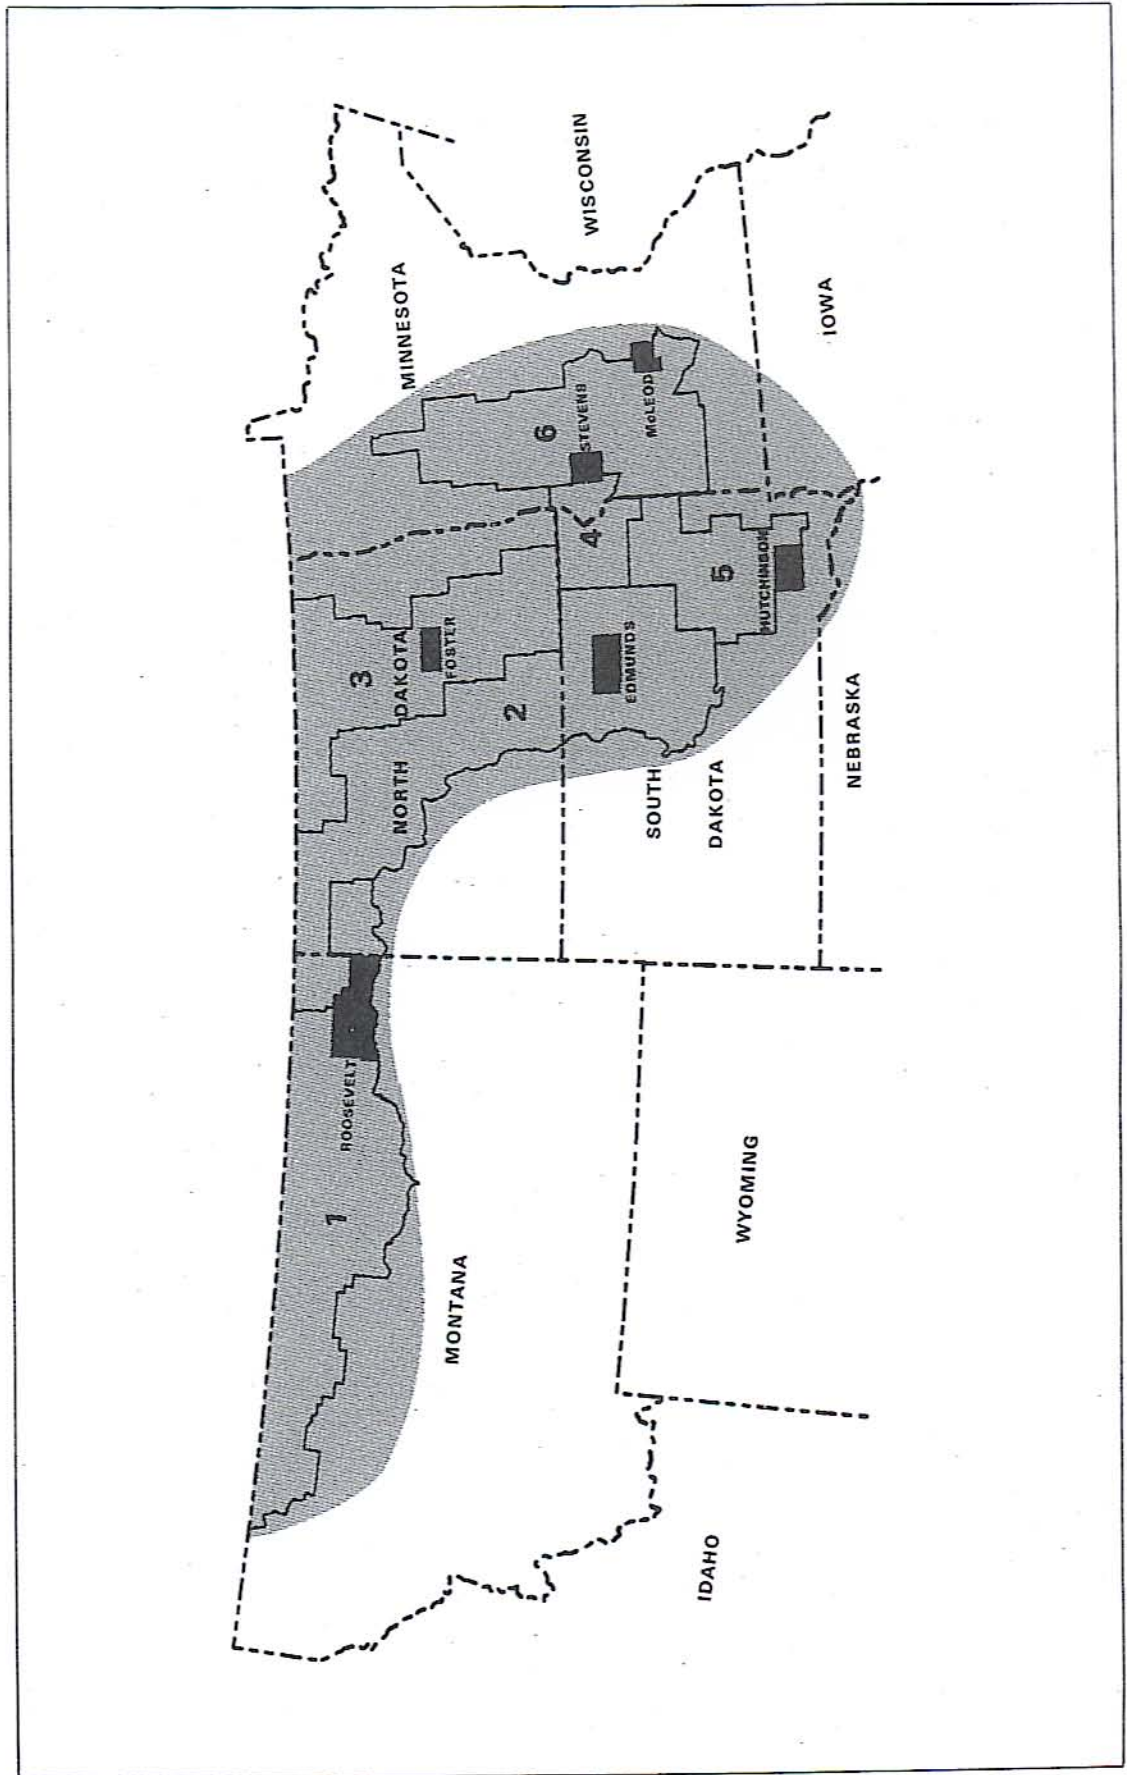 MINNESOTA
WISCONSIN
IOWA
6
STEVENS
McLEOD
4
5
HUTCHINSON
3
NORTH DAKOTA
FOSTER
2
EDMUNDS
SOUTH
DAKOTA
NEBRASKA
ROOSEVELT
1
MONTANA
WYOMING
IDAHO